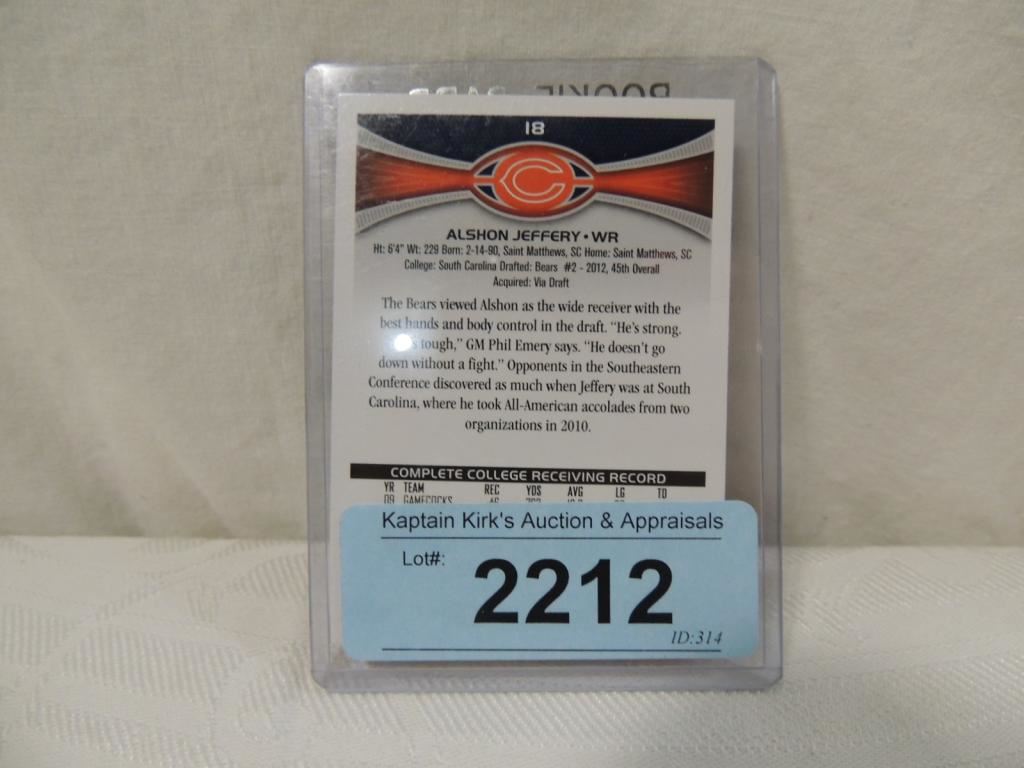 ROOKIE CARD
18
C
ALSHON JEFFERY • WR
Ht: 6'4" Wt: 229 Born: 2-14-90, Saint Matthews, SC Home: Saint Matthews, SC
College: South Carolina Drafted: Bears #2 - 2012, 45th Overall
Acquired: Via Draft
The Bears viewed Alshon as the wide receiver with the
best hands and body control in the draft. "He's strong.
tough," GM Phil Emery says. "He doesn't go
down without a fight." Opponents in the Southeastern
Conference discovered as much when Jeffery was at South
Carolina, where he took All-American accolades from two
organizations in 2010.
COMPLETE COLLEGE RECEIVING RECORD
YR TEAM REC YDS AVG LG TD
09 GAMECOCKS
Kaptain Kirk's Auction & Appraisals
Lot#: 2212
ID:314